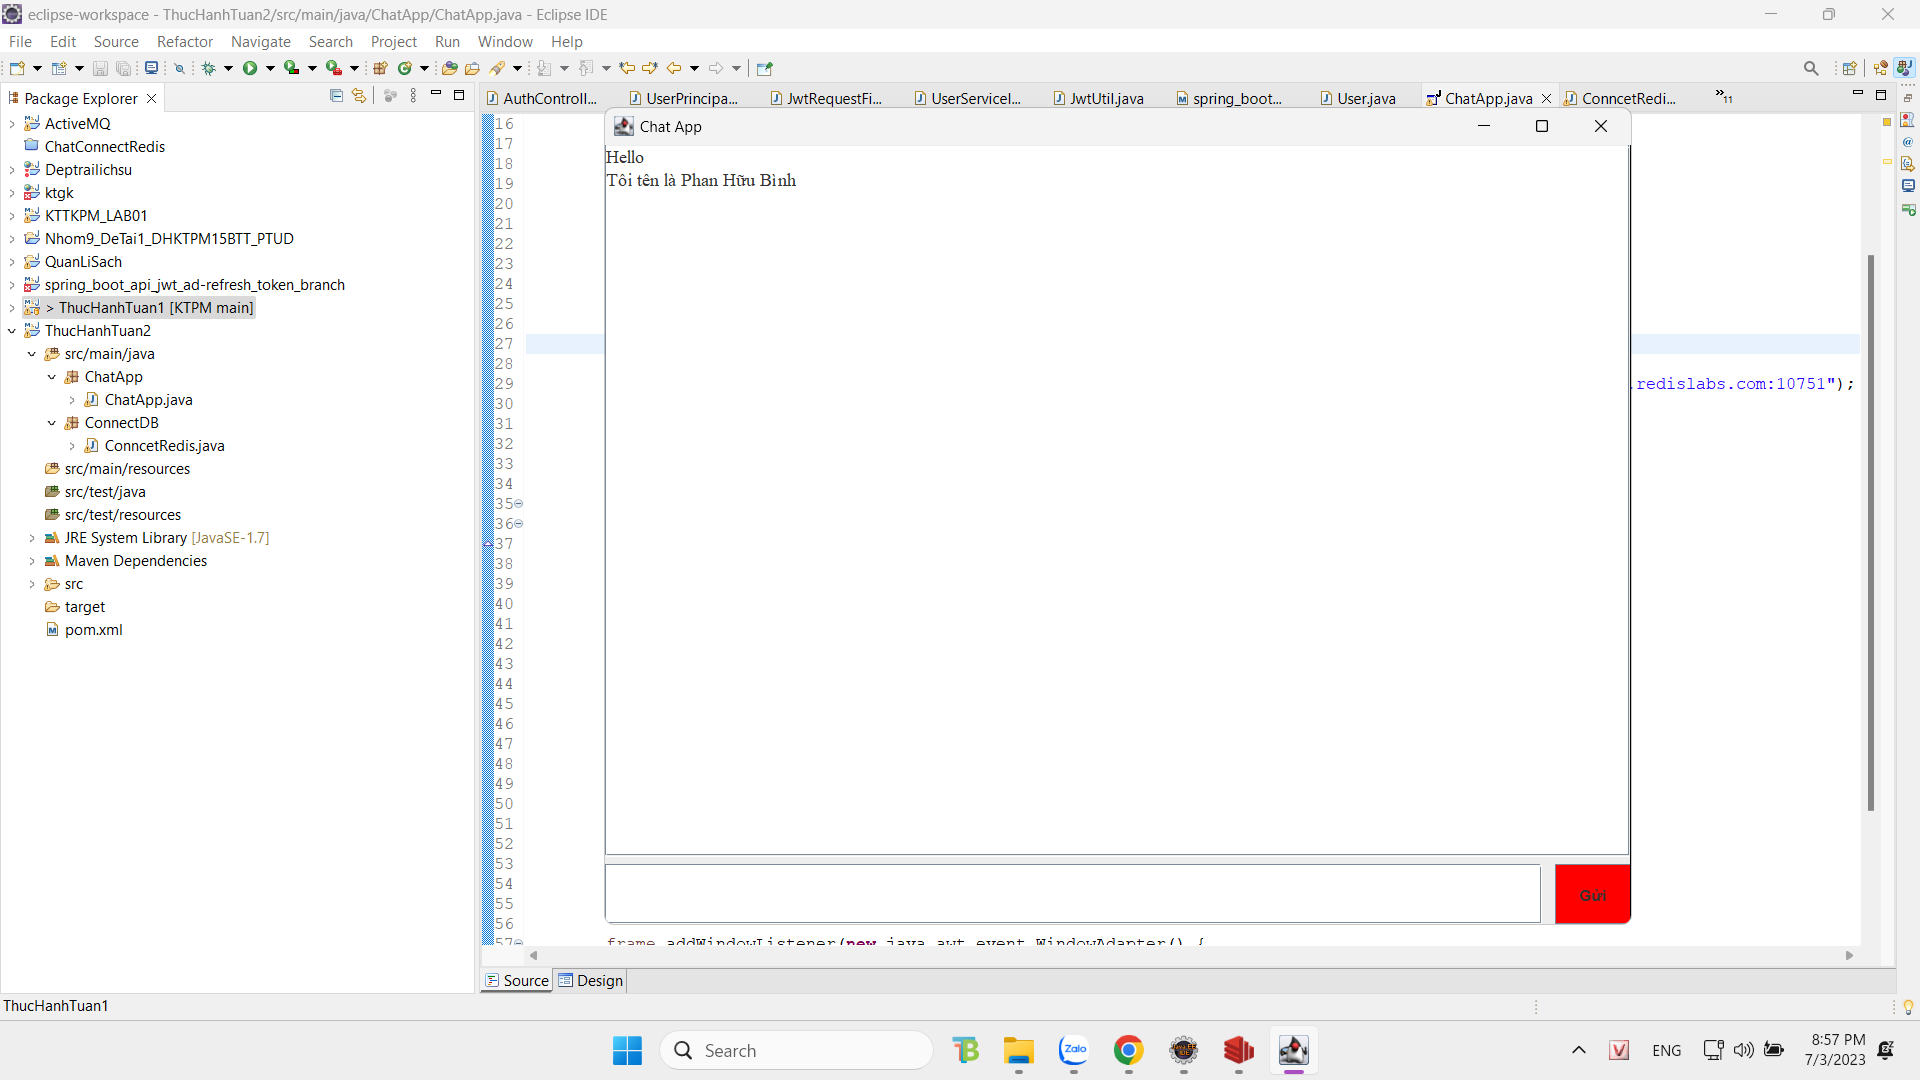 eclipse-workspace - ThucHanhTuan2/src/main/java/ChatApp/ChatApp.java - Eclipse IDE
File Edit Source Refactor Navigate Search Project Run Window Help
Package Explorer
ActiveMQ
ChatConnectRedis
Deptrailichsu
ktgk
KTTKPM_LAB01
Nhom9_DeTai1_DHKTPM15BTT_PTUD
QuanLiSach
spring_boot_api_jwt_ad-refresh_token_branch
> ThucHanhTuan1 [KTPM main]
ThucHanhTuan2
src/main/java
ChatApp
ChatApp.java
ConnectDB
ConncetRedis.java
src/main/resources
src/test/java
src/test/resources
JRE System Library [JavaSE-1.7]
Maven Dependencies
src
target
pom.xml
AuthControll... UserPrincipa... JwtRequestFi... UserServiceI... JwtUtil.java spring_boot... User.java ChatApp.java ConncetRedi... »11
16
17
18
19
20
21
22
23
24
25
26
27
28
29 .redislabs.com:10751");
30
31
32
33
34
35
36
37
38
39
40
41
42
43
44
45
46
47
48
49
50
51
52
53
54
55
56
57 frame.addWindowListener(new java.awt.event.WindowAdapter() {
Chat App
Hello
Tôi tên là Phan Hữu Bình
Gửi
Source Design
ThucHanhTuan1
Search
Zalo
ENG
8:57 PM
7/3/2023